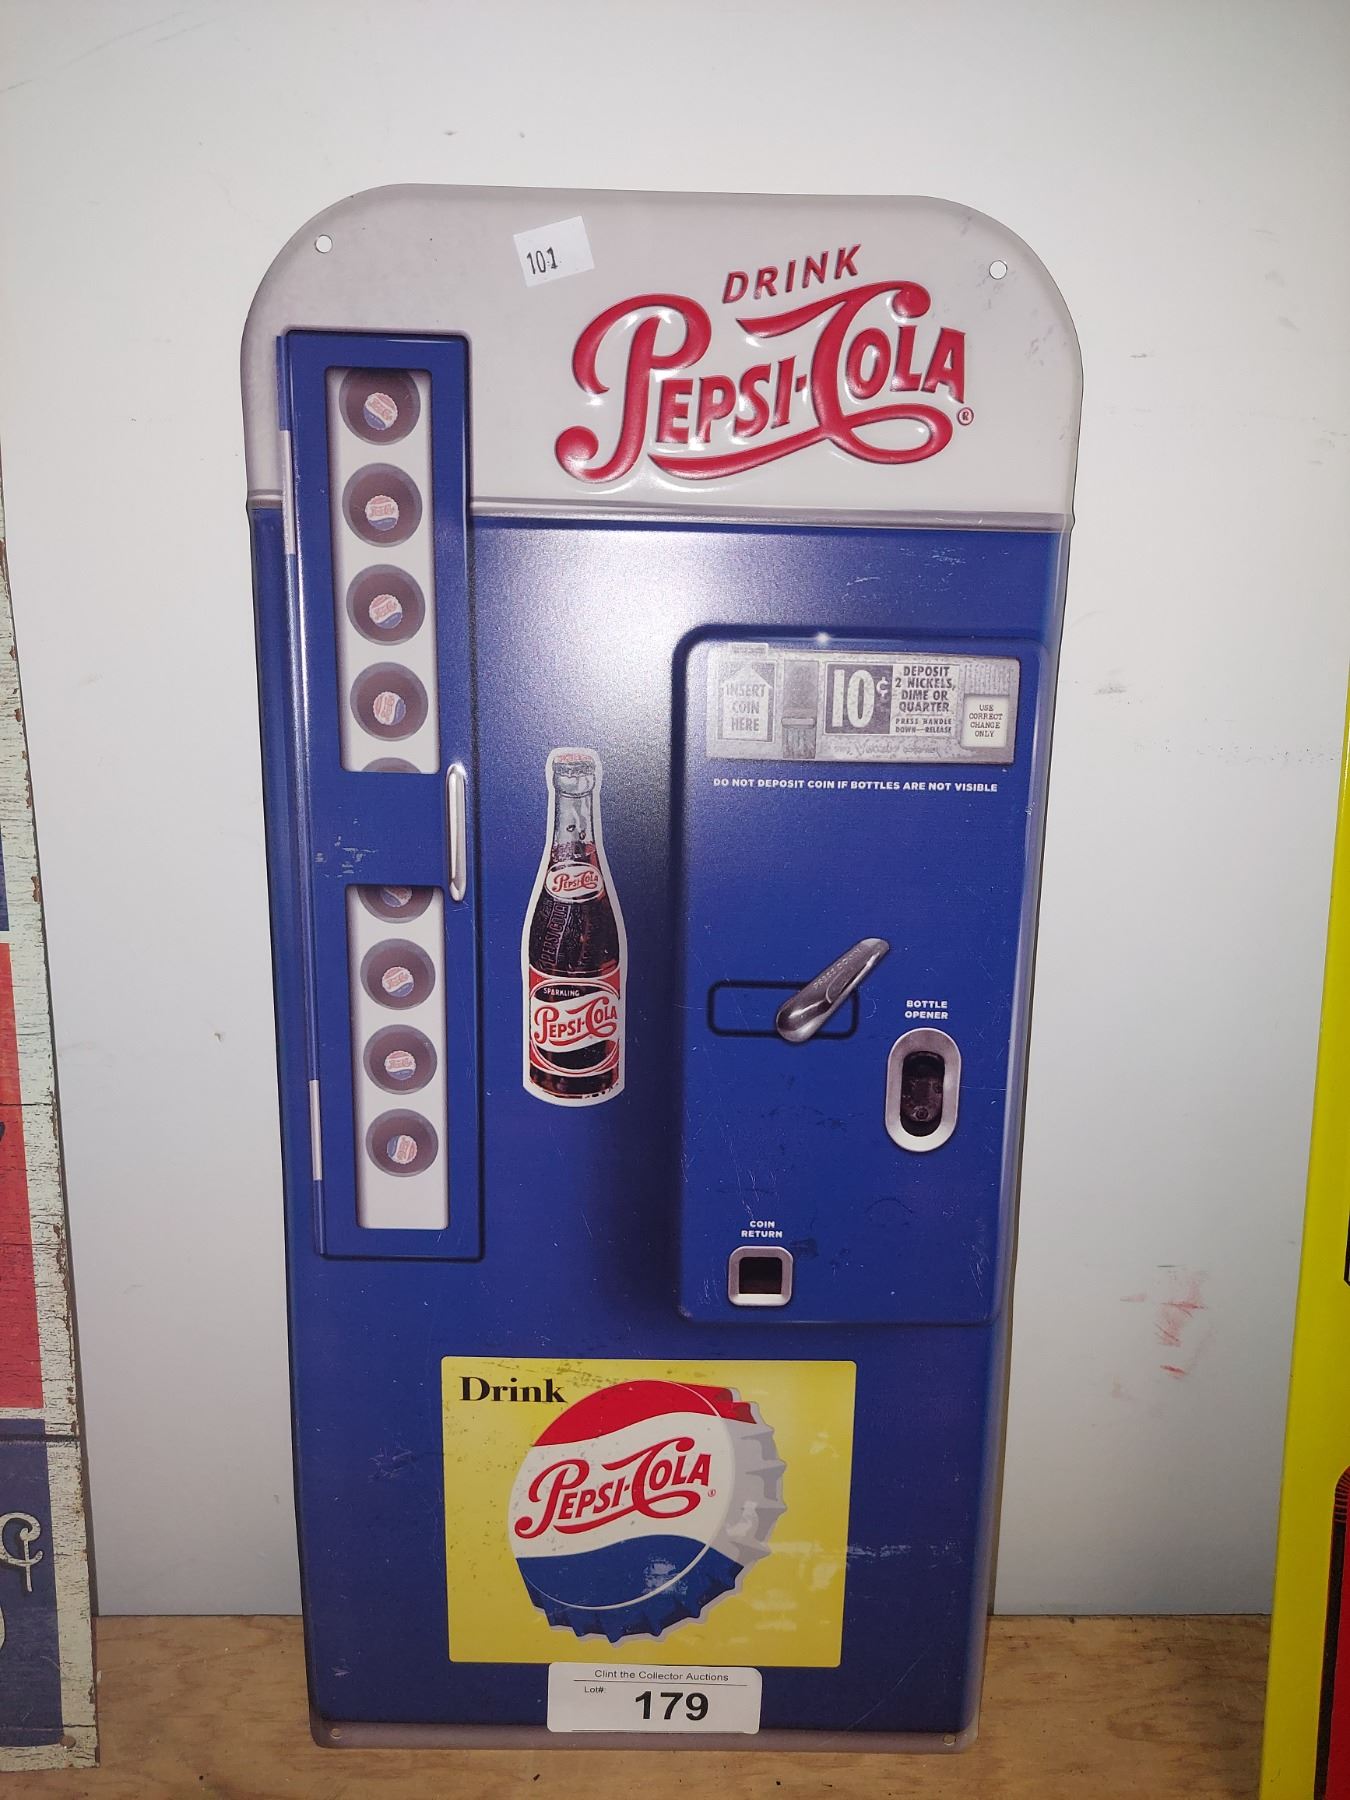 101
DRINK
PEPSI-COLA®
INSERT
COIN
HERE
10¢
DEPOSIT
2 NICKELS,
DIME OR
QUARTER
PRESS HANDLE
DOWN—RELEASE
USE
CORRECT
CHANGE
ONLY
DO NOT DEPOSIT COIN IF BOTTLES ARE NOT VISIBLE
PEPSI-COLA
PEPSI-COLA
SPARKLING
PEPSI-COLA
BOTTLE
OPENER
COIN
RETURN
Drink
PEPSI-COLA®
Clint the Collector Auctions
Lot#: 179